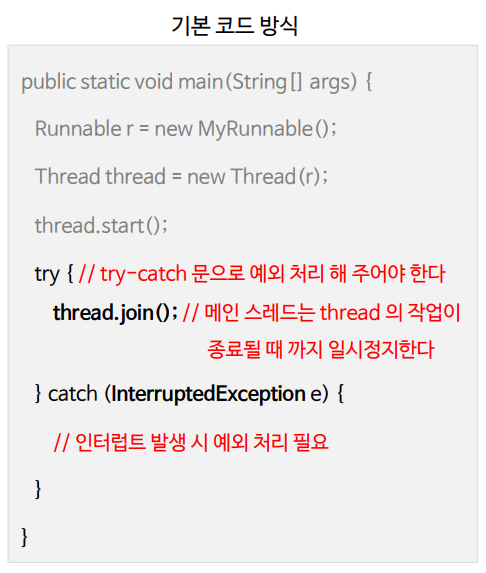 기본 코드 방식
public static void main(String[] args) {
Runnable r = new MyRunnable();
Thread thread = new Thread(r);
thread.start();
try { // try-catch 문으로 예외 처리 해 주어야 한다
thread.join(); // 메인 스레드는 thread 의 작업이
종료될 때 까지 일시정지한다
} catch (InterruptedException e) {
// 인터럽트 발생 시 예외 처리 필요
}
}